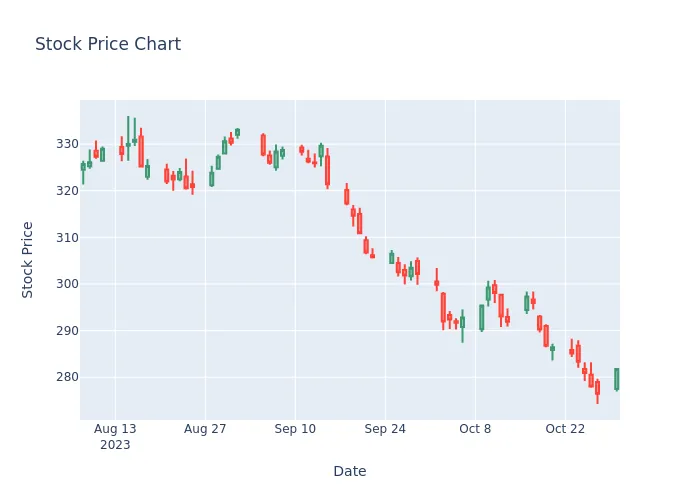 Stock Price Chart
Stock Price
330
320
310
300
290
280
Aug 13
2023
Aug 27
Sep 10
Sep 24
Oct 8
Oct 22
Date